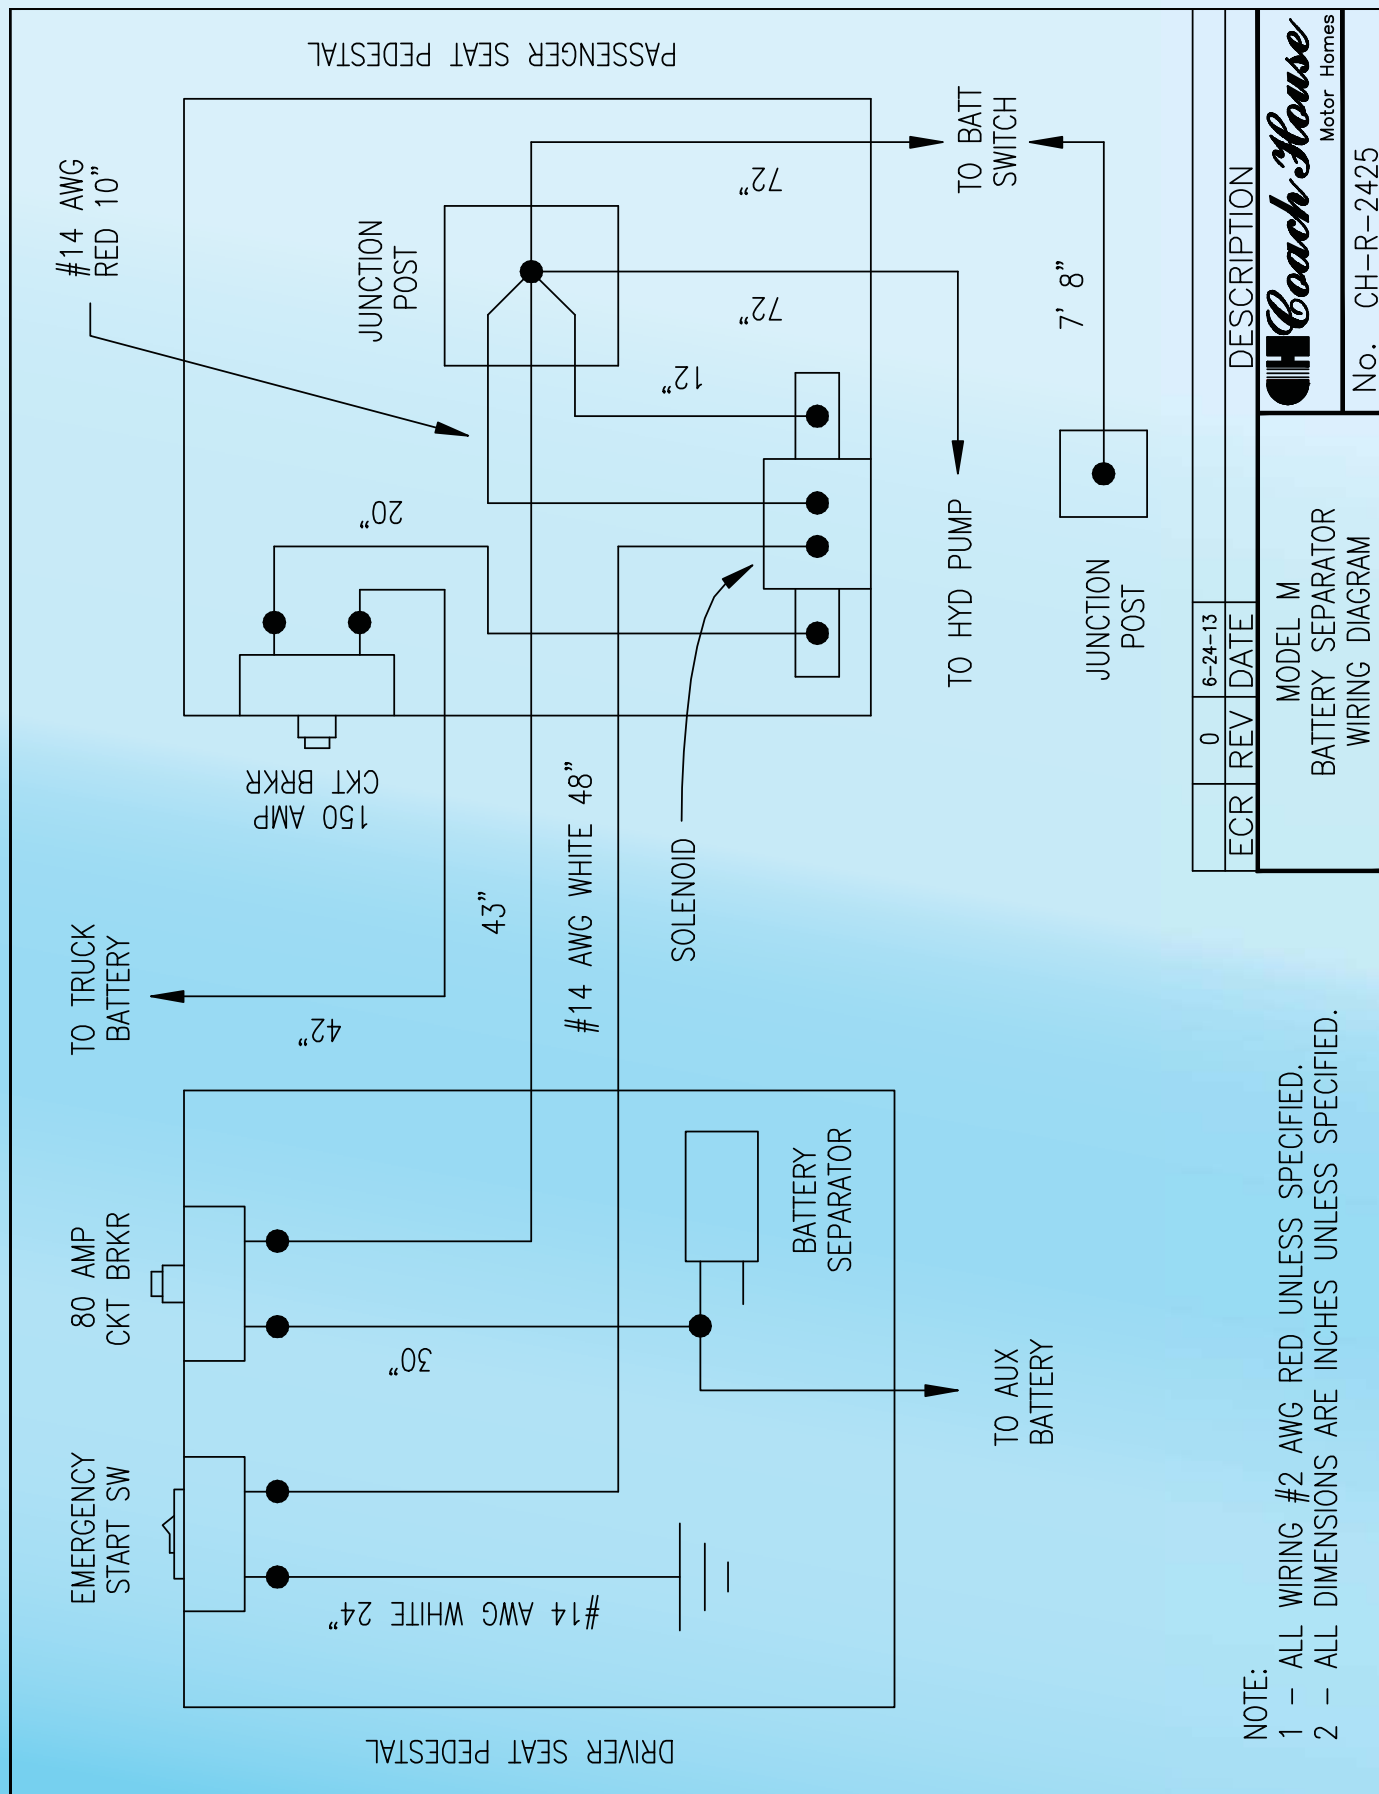 PASSENGER SEAT PEDESTAL
#14 AWG
RED 10"
JUNCTION
POST
72"
TO BATT
SWITCH
72"
12"
7' 8"
20"
TO HYD PUMP
JUNCTION
POST
150 AMP
CKT BRKR
SOLENOID
43"
#14 AWG WHITE 48"
TO TRUCK
BATTERY
42"
80 AMP
CKT BRKR
BATTERY
SEPARATOR
30"
TO AUX
BATTERY
EMERGENCY
START SW
#14 AWG WHITE 24"
DRIVER SEAT PEDESTAL
NOTE:
1 - ALL WIRING #2 AWG RED UNLESS SPECIFIED.
2 - ALL DIMENSIONS ARE INCHES UNLESS SPECIFIED.
0 6-24-13
ECR REV DATE DESCRIPTION
MODEL M
BATTERY SEPARATOR
WIRING DIAGRAM
CH Coach House
Motor Homes
No. CH-R-2425